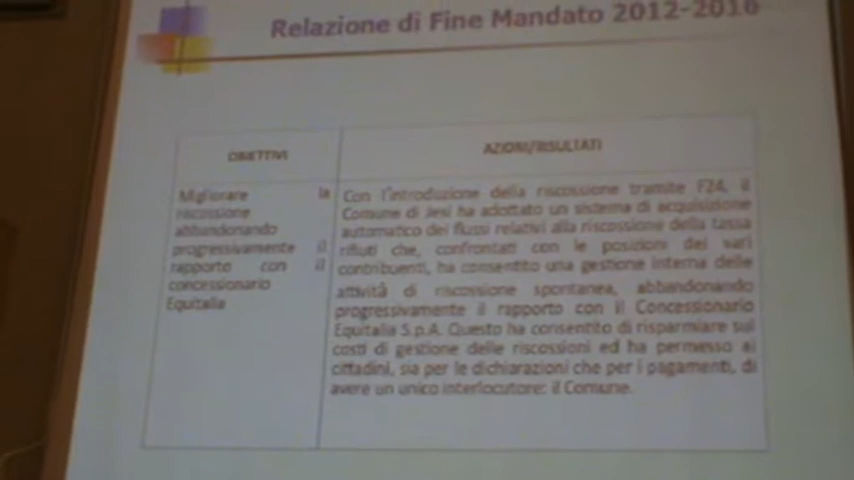 Relazione di Fine Mandato 2012-2016
OBIETTIVI
AZIONI/RISULTATI
Migliorare la
riscossione
abbandonando
progressivamente il
rapporto con il
concessionario
Equitalia
Con l'introduzione della riscossione tramite F24, il
Comune di Jesi ha adottato un sistema di acquisizione
automatico dei flussi relativi alla riscossione della tassa
rifiuti che, confrontati con le posizioni dei vari
contribuenti, ha consentito una gestione interna delle
attività di riscossione spontanea, abbandonando
progressivamente il rapporto con il Concessionario
Equitalia S.p.A. Questo ha consentito di risparmiare sui
costi di gestione delle riscossioni ed ha permesso ai
cittadini, sia per le dichiarazioni che per i pagamenti, di
avere un unico interlocutore: il Comune.